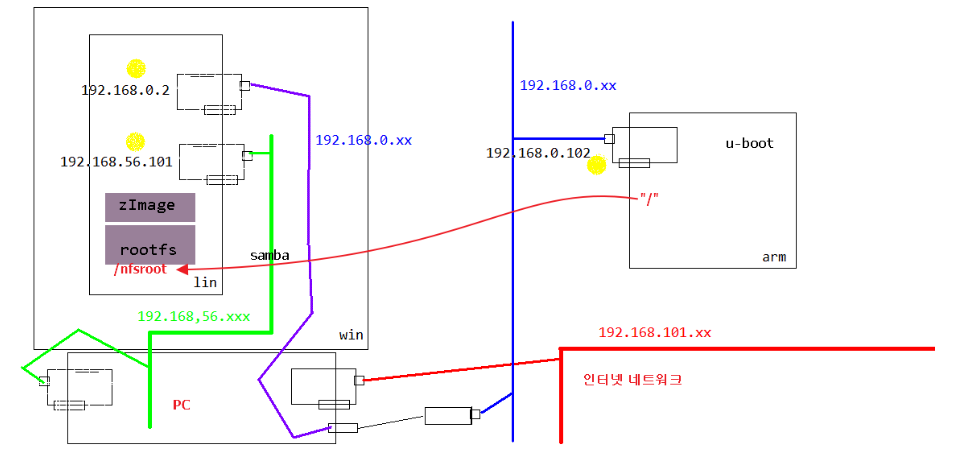 192.168.0.2
192.168.56.101
zImage
rootfs
/nfsroot
lin
samba
192.168,56.xxx
win
PC
192.168.0.xx
192.168.0.xx
192.168.0.102
u-boot
"/"
arm
192.168.101.xx
인터넷 네트워크